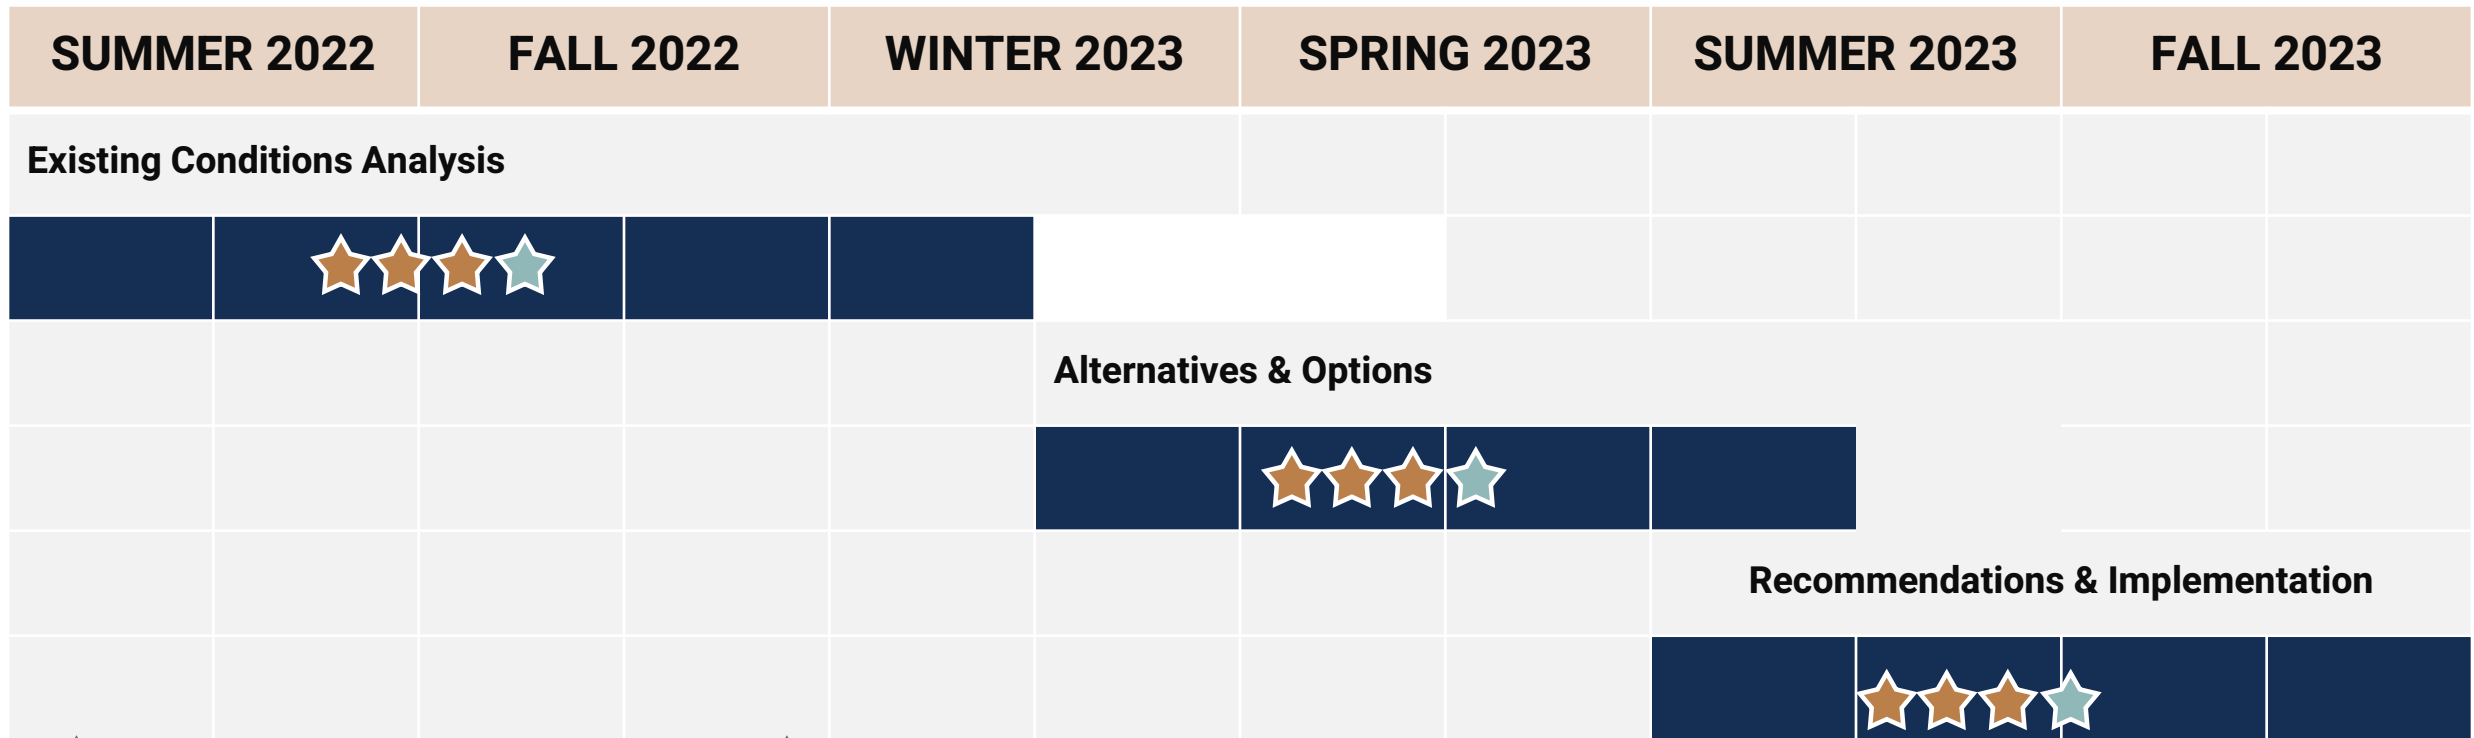 SUMMER 2022 FALL 2022 WINTER 2023 SPRING 2023 SUMMER 2023 FALL 2023
Existing Conditions Analysis
Alternatives & Options
Recommendations & Implementation